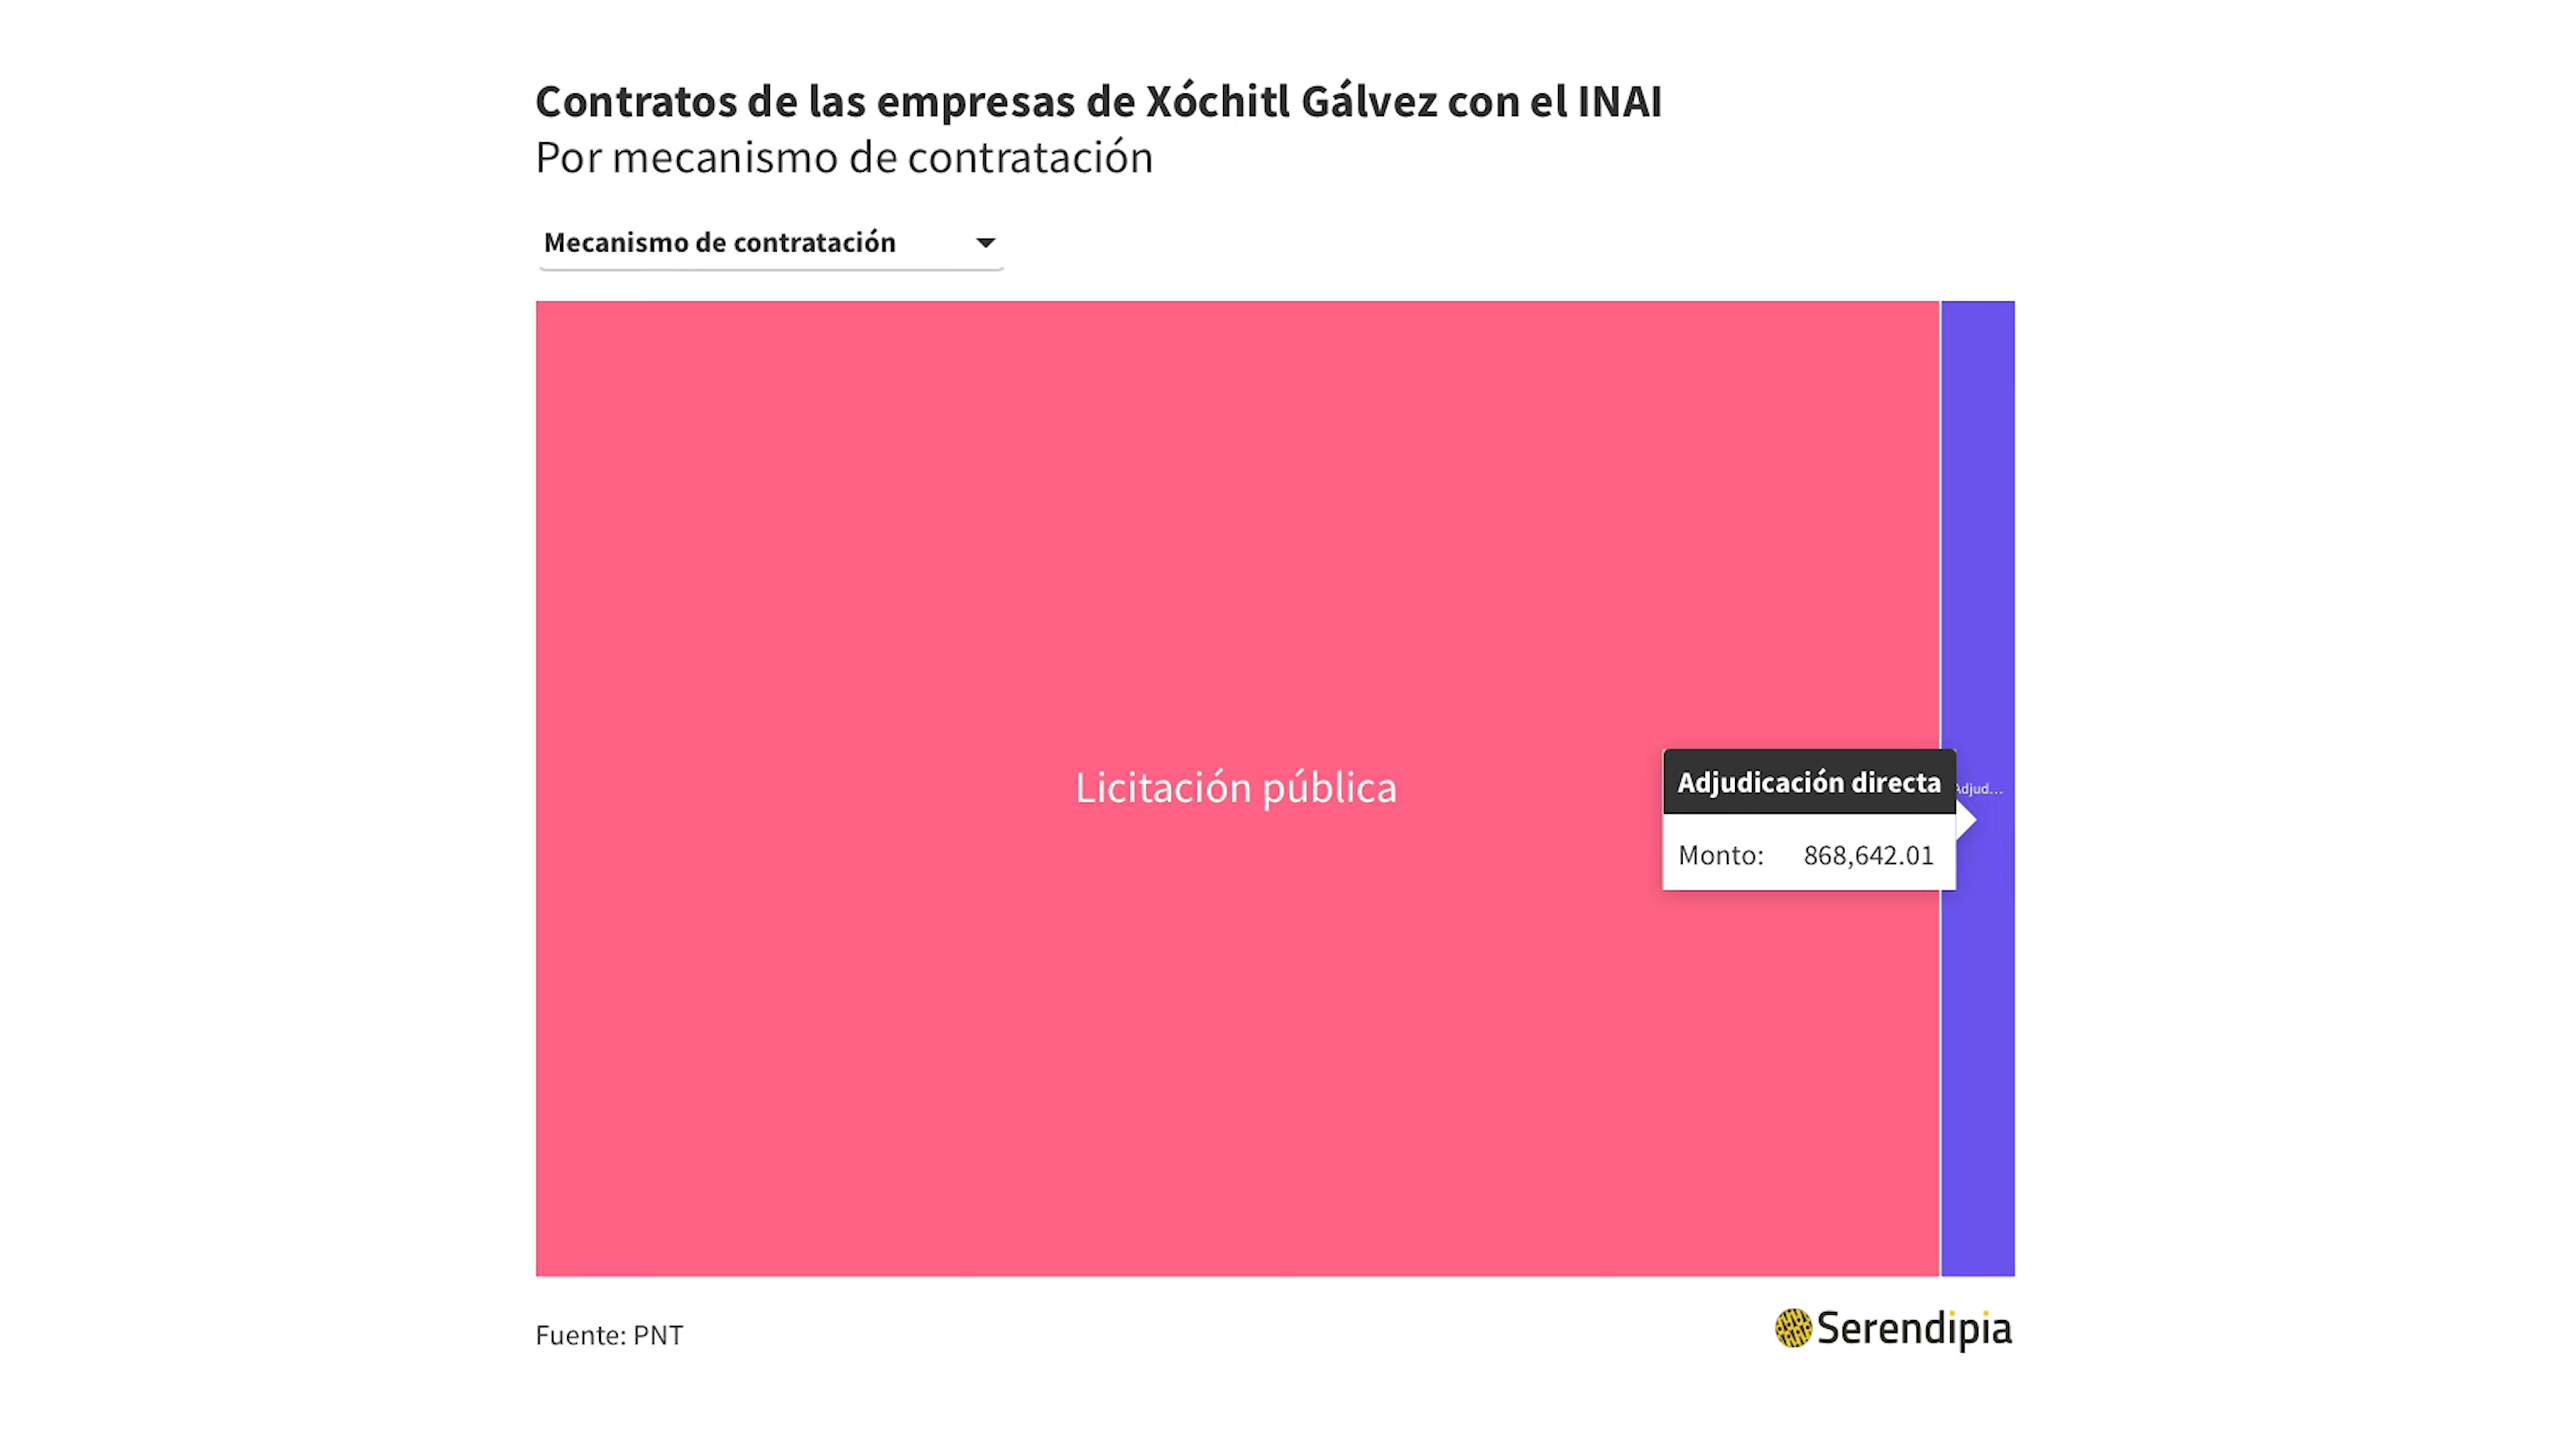 Contratos de las empresas de Xóchitl Gálvez con el INAI
Por mecanismo de contratación
Mecanismo de contratación
Licitación pública
Adjudicación directa
Adjud...
Monto: 868,642.01
Fuente: PNT
Serendipia